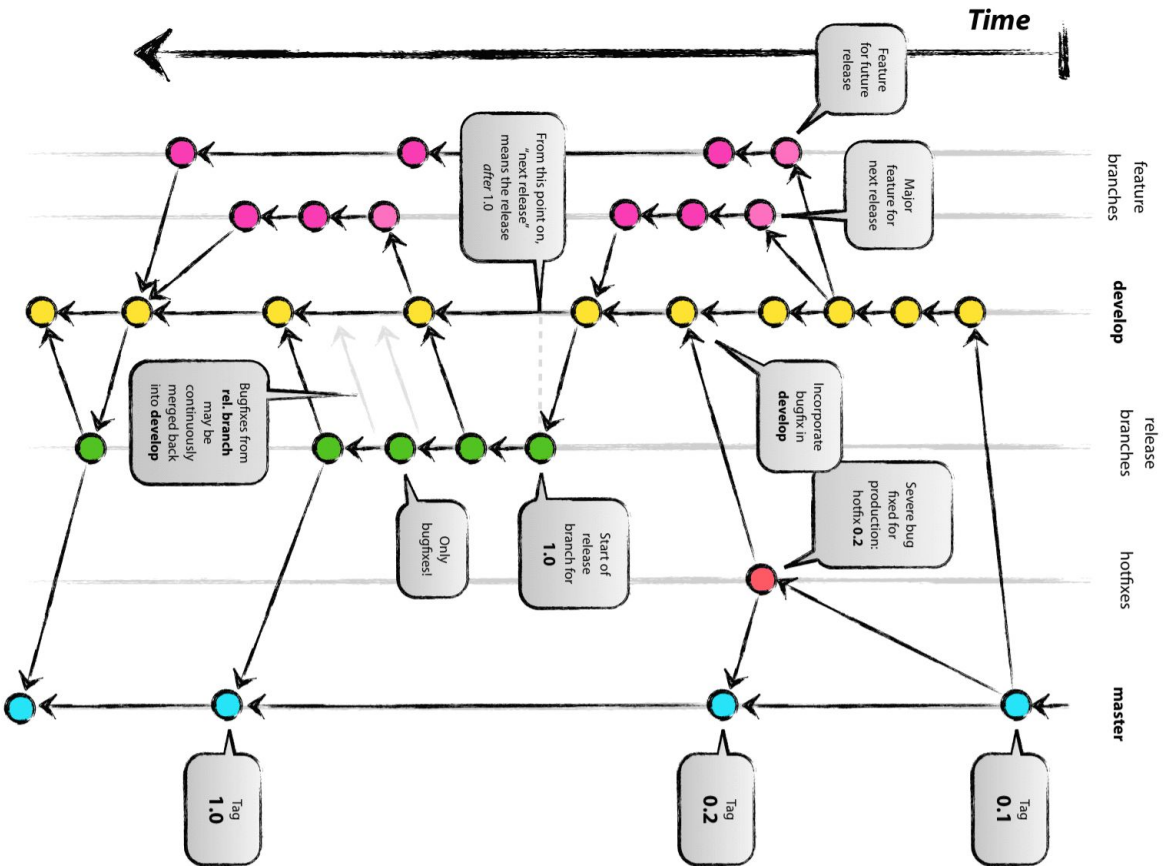 Time
feature
branches
develop
release
branches
hotfixes
master
Feature
for future
release
Major
feature for
next release
From this point on,
“next release”
means the release
after 1.0
Incorporate
bugfix in
develop
Severe bug
fixed for
production:
hotfix 0.2
Bugfixes from
rel. branch
may be
continuously
merged back
into develop
Only
bugfixes!
Start of
release
branch for
1.0
Tag
0.1
Tag
0.2
Tag
1.0